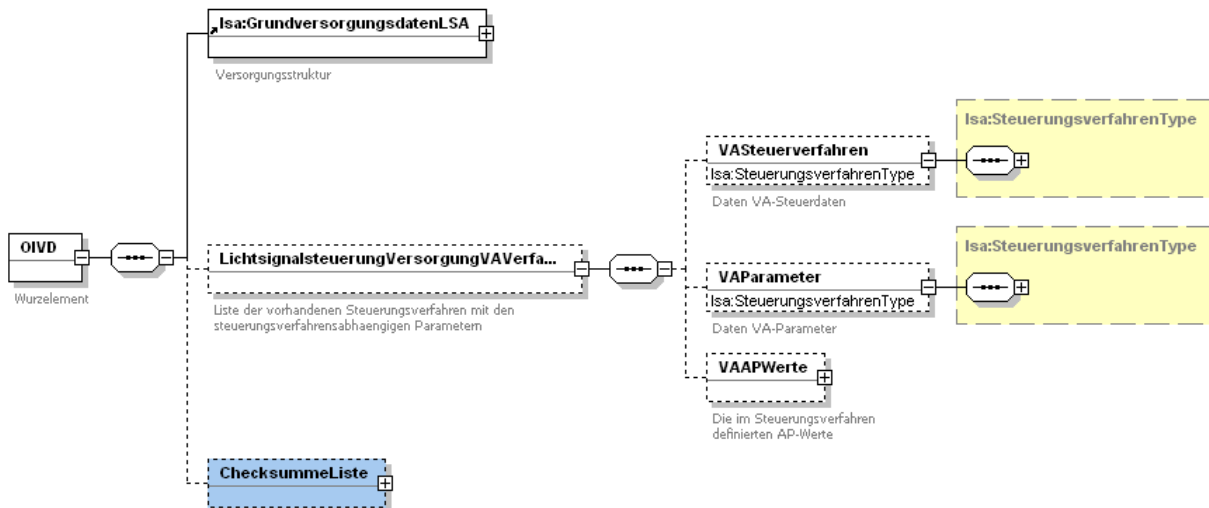 lsa:GrundversorgungsdatenLSA
Versorgungsstruktur
OIVD
Wurzelement
LichtsignalsteuerungVersorgungVAVerfa...
Liste der vorhandenen Steuerungsverfahren mit den
steuerungsverfahrensabhaengigen Parametern
VASteuerverfahren
lsa:SteuerungsverfahrenType
Daten VA-Steuerdaten
lsa:SteuerungsverfahrenType
VAParameter
lsa:SteuerungsverfahrenType
Daten VA-Parameter
lsa:SteuerungsverfahrenType
VAAPWerte
Die im Steuerungsverfahren
definierten AP-Werte
ChecksummeListe